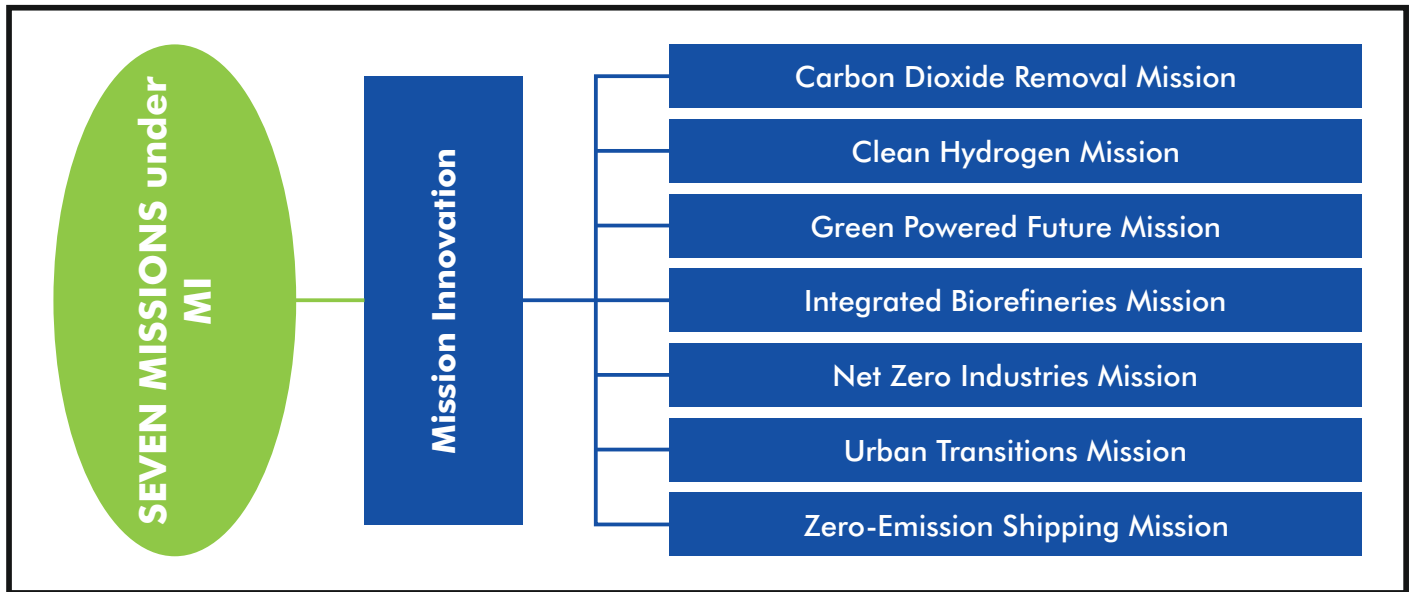 SEVEN MISSIONS under
MI
Mission Innovation
Carbon Dioxide Removal Mission
Clean Hydrogen Mission
Green Powered Future Mission
Integrated Biorefineries Mission
Net Zero Industries Mission
Urban Transitions Mission
Zero-Emission Shipping Mission